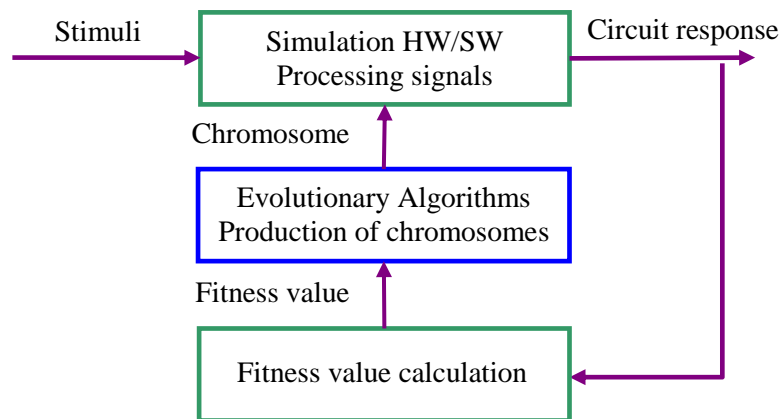 Stimuli
Simulation HW/SW
Processing signals
Circuit response
Chromosome
Evolutionary Algorithms
Production of chromosomes
Fitness value
Fitness value calculation